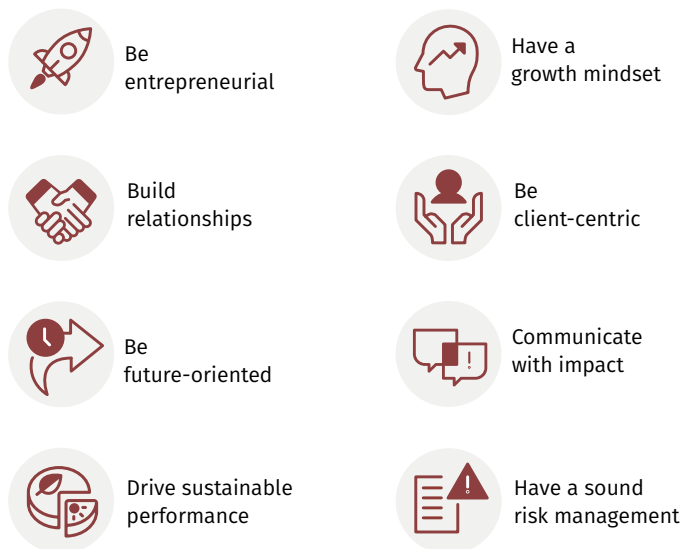 Be
entrepreneurial
Have a
growth mindset
Build
relationships
Be
client-centric
Be
future-oriented
Communicate
with impact
Drive sustainable
performance
Have a sound
risk management